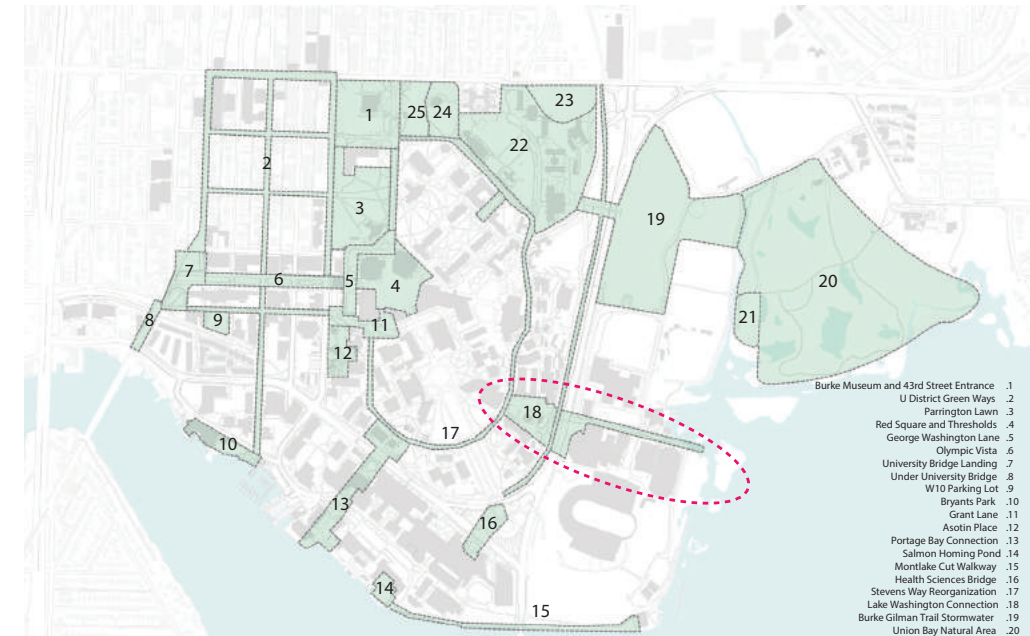 23
1
25
24
22
2
3
19
5
4
20
7
6
8
9
11
21
12
18
17
10
13
16
14
15
Burke Museum and 43rd Street Entrance .1
U District Green Ways .2
Parrington Lawn .3
Red Square and Thresholds .4
George Washington Lane .5
Olympic Vista .6
University Bridge Landing .7
Under University Bridge .8
W10 Parking Lot .9
Bryants Park .10
Grant Lane .11
Asotin Place .12
Portage Bay Connection .13
Salmon Homing Pond .14
Montlake Cut Walkway .15
Health Sciences Bridge .16
Stevens Way Reorganization .17
Lake Washington Connection .18
Burke Gilman Trail Stormwater .19
Union Bay Natural Area .20